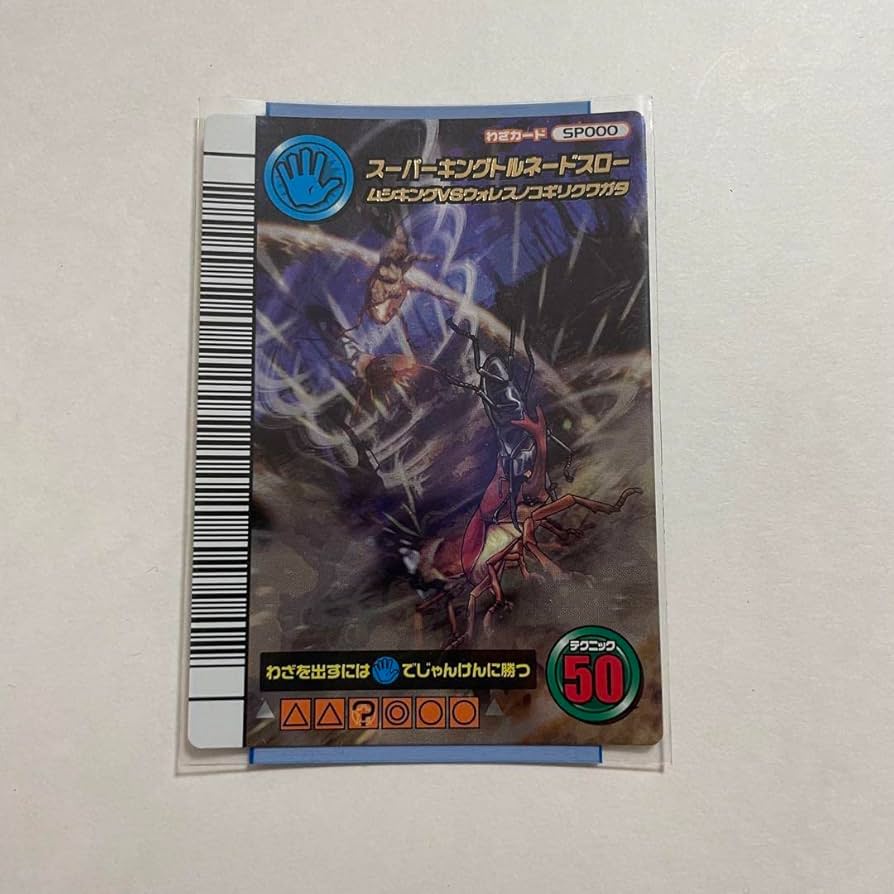 わざカード SP000
スーパーキングトルネードスロー
ムシキングVSウォレスノコギリクワガタ
わざを出すにはでじゃんけんに勝つ
テクニック
50
△△?◎○○